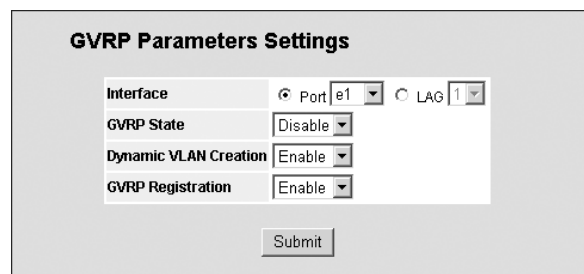 GVRP Parameters Settings
Interface Port e1 LAG 1
GVRP State Disable
Dynamic VLAN Creation Enable
GVRP Registration Enable
Submit